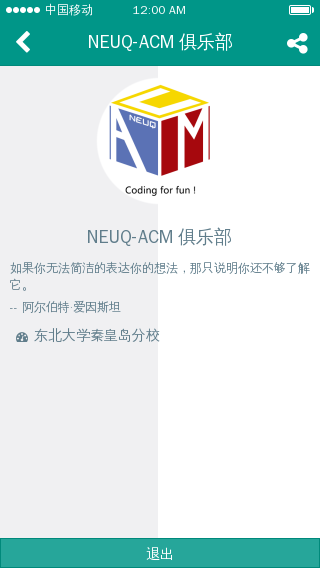 中国移动 12:00 AM
NEUQ-ACM 俱乐部
NEUQ
ACM
Coding for fun !
NEUQ-ACM 俱乐部
如果你无法简洁的表达你的想法，那只说明你还不够了解
它。
-- 阿尔伯特·爱因斯坦
东北大学秦皇岛分校
退出